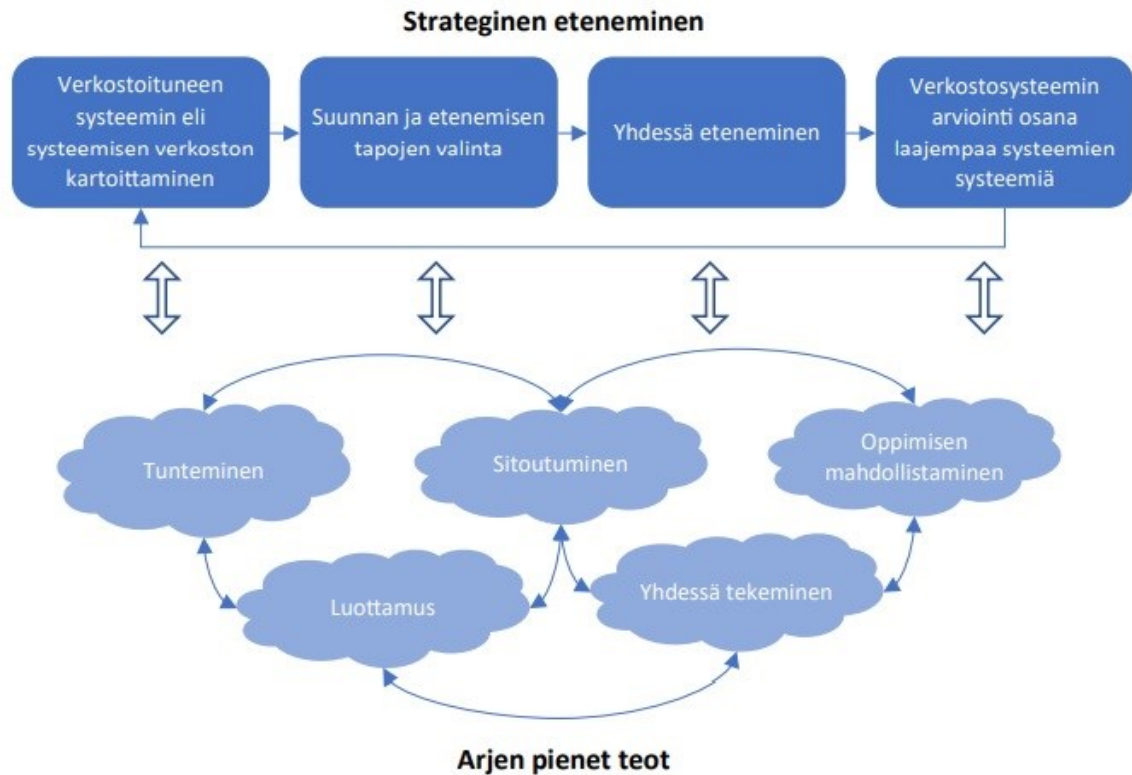 Strateginen eteneminen
Verkostoituneen
systeemin eli
systeemisen verkoston
kartoittaminen
Suunnan ja etenemisen
tapojen valinta
Yhdessä eteneminen
Verkostosysteemin
arviointi osana
laajempaa systeemien
systeemiä
Tunteminen
Sitoutuminen
Oppimisen
mahdollistaminen
Luottamus
Yhdessä tekeminen
Arjen pienet teot